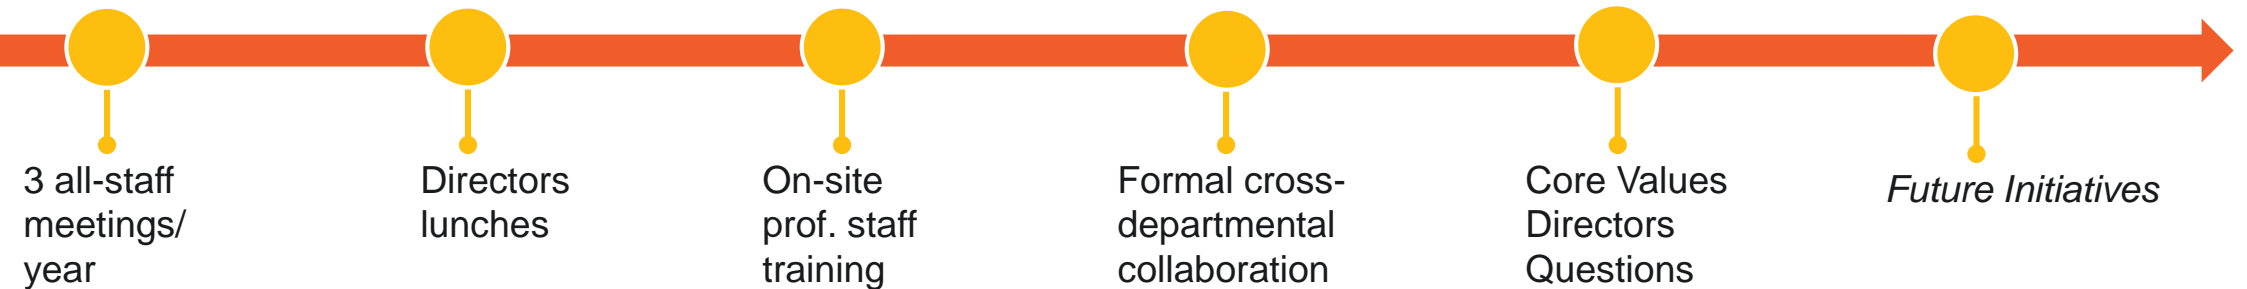 3 all-staff
meetings/
year
Directors
lunches
On-site
prof. staff
training
Formal cross-
departmental
collaboration
Core Values
Directors
Questions
Future Initiatives